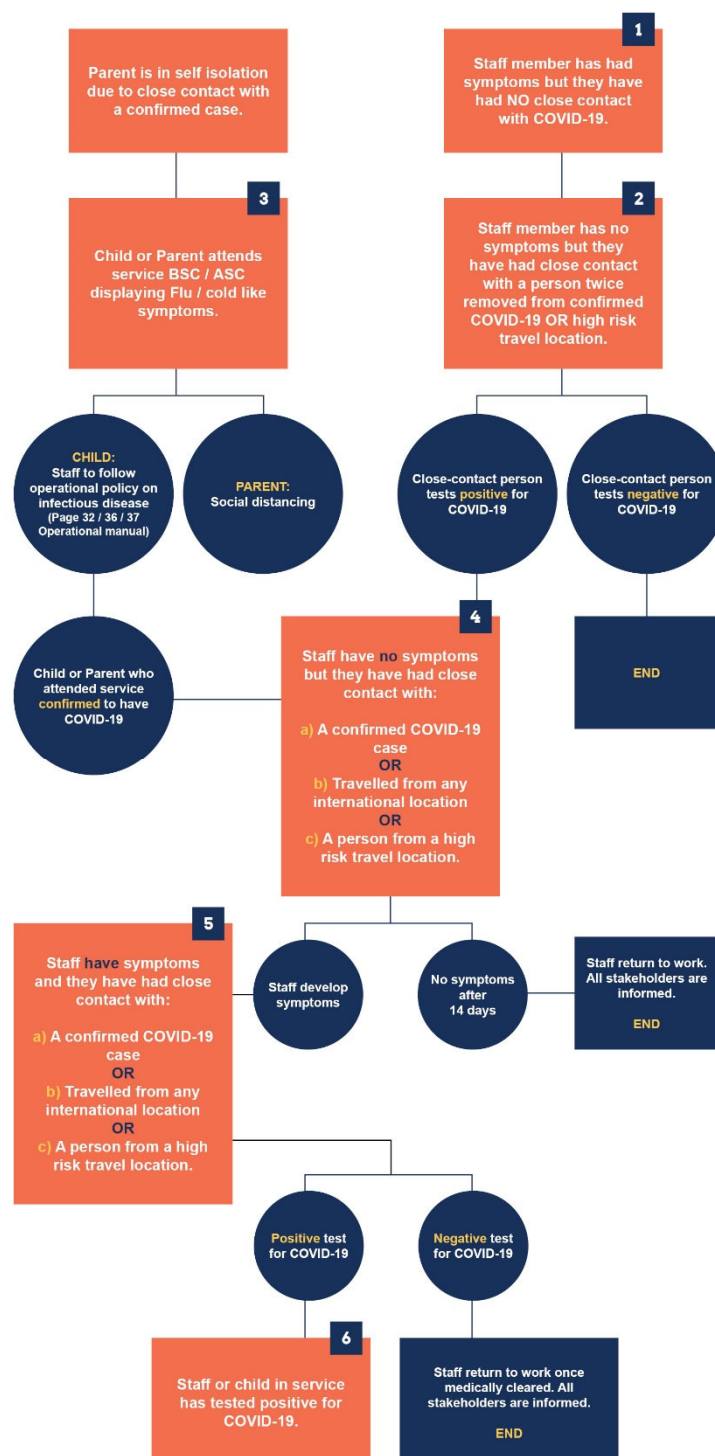 Parent is in self isolation
due to close contact with
a confirmed case.
1
Staff member has had
symptoms but they have
had NO close contact
with COVID-19.
3
Child or Parent attends
service BSC / ASC
displaying Flu / cold like
symptoms.
2
Staff member has no
symptoms but they
have had close contact
with a person twice
removed from confirmed
COVID-19 OR high risk
travel location.
CHILD:
Staff to follow
operational policy on
infectious disease
(Page 32 / 36 / 37
Operational manual)
PARENT:
Social distancing
Close-contact person
tests positive for
COVID-19
Close-contact person
tests negative for
COVID-19
Child or Parent who
attended service
confirmed to have
COVID-19
4
Staff have no symptoms
but they have had close
contact with:
a) A confirmed COVID-19
case
OR
b) Travelled from any
international location
OR
c) A person from a high
risk travel location.
END
5
Staff have symptoms
and they have had close
contact with:
a) A confirmed COVID-19
case
OR
b) Travelled from any
international location
OR
c) A person from a high
risk travel location.
Staff develop
symptoms
No symptoms
after
14 days
Staff return to work.
All stakeholders are
informed.
END
Positive test
for COVID-19
Negative test
for COVID-19
6
Staff or child in service
has tested positive for
COVID-19.
Staff return to work once
medically cleared. All
stakeholders are informed.
END